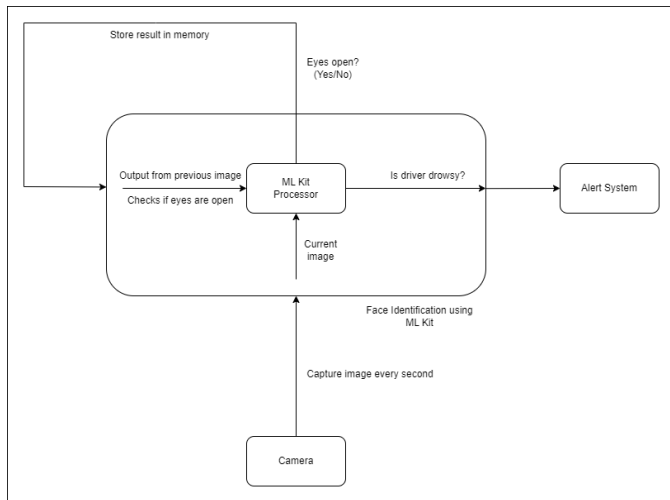 Store result in memory
Eyes open?
(Yes/No)
Output from previous image
Checks if eyes are open
ML Kit
Processor
Is driver drowsy?
Alert System
Current
image
Face Identification using
ML Kit
Capture image every second
Camera